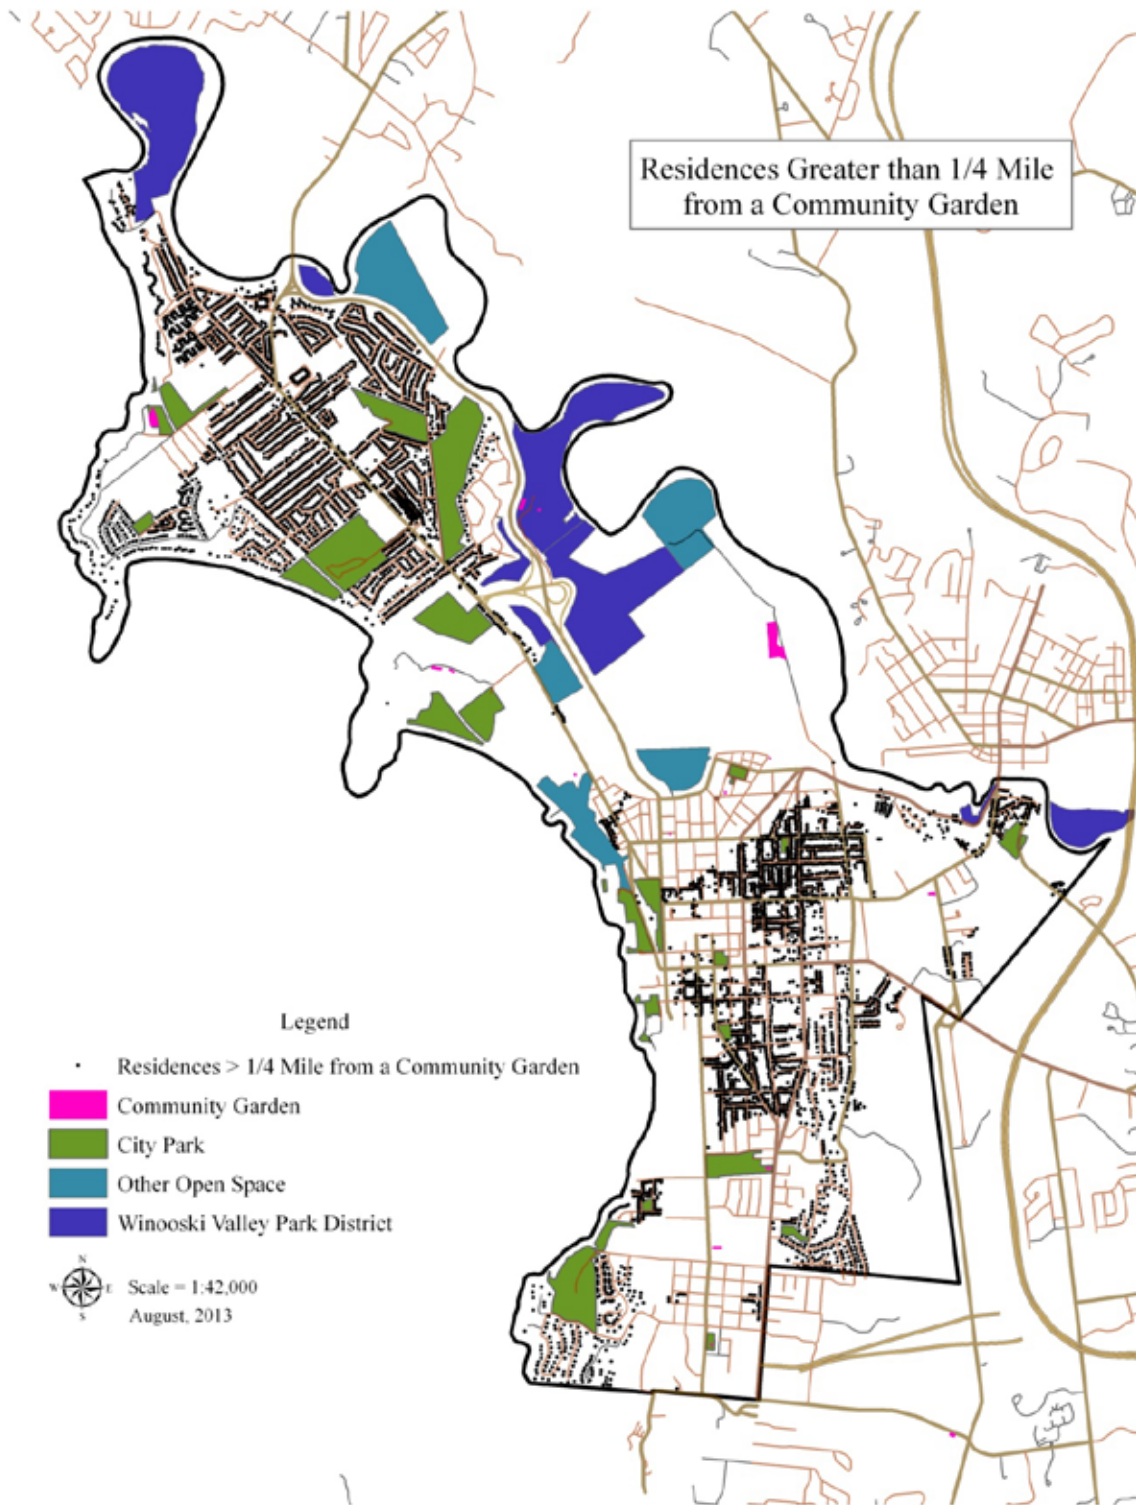 Residences Greater than 1/4 Mile
from a Community Garden
Legend
Residences > 1/4 Mile from a Community Garden
Community Garden
City Park
Other Open Space
Winooski Valley Park District
N
W E
S
Scale = 1:42,000
August, 2013